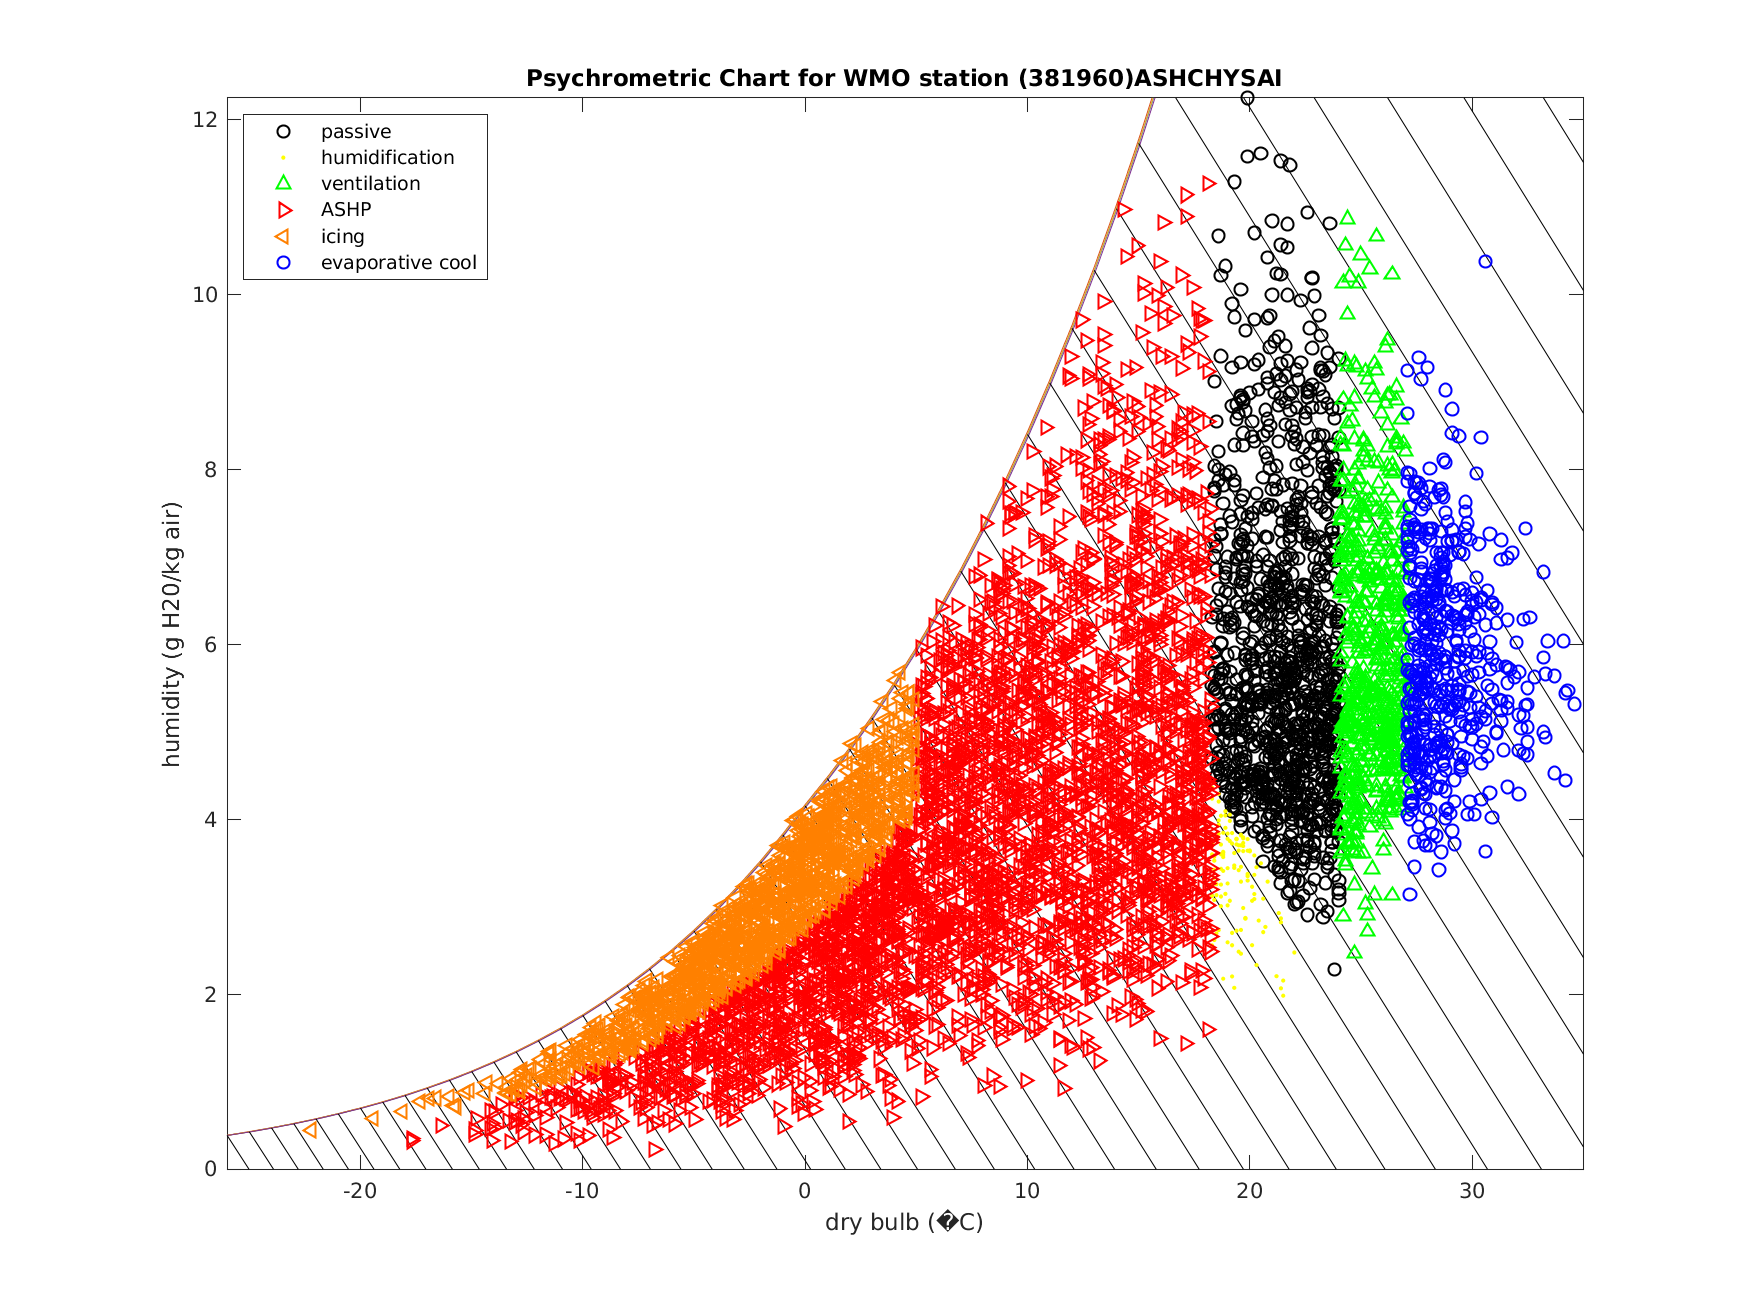 Psychrometric Chart for WMO station (381960)ASHCHYSAI
passive
humidification
ventilation
ASHP
icing
evaporative cool
humidity (g H20/kg air)
12
10
8
6
4
2
0
-20 -10 0 10 20 30
dry bulb (�C)